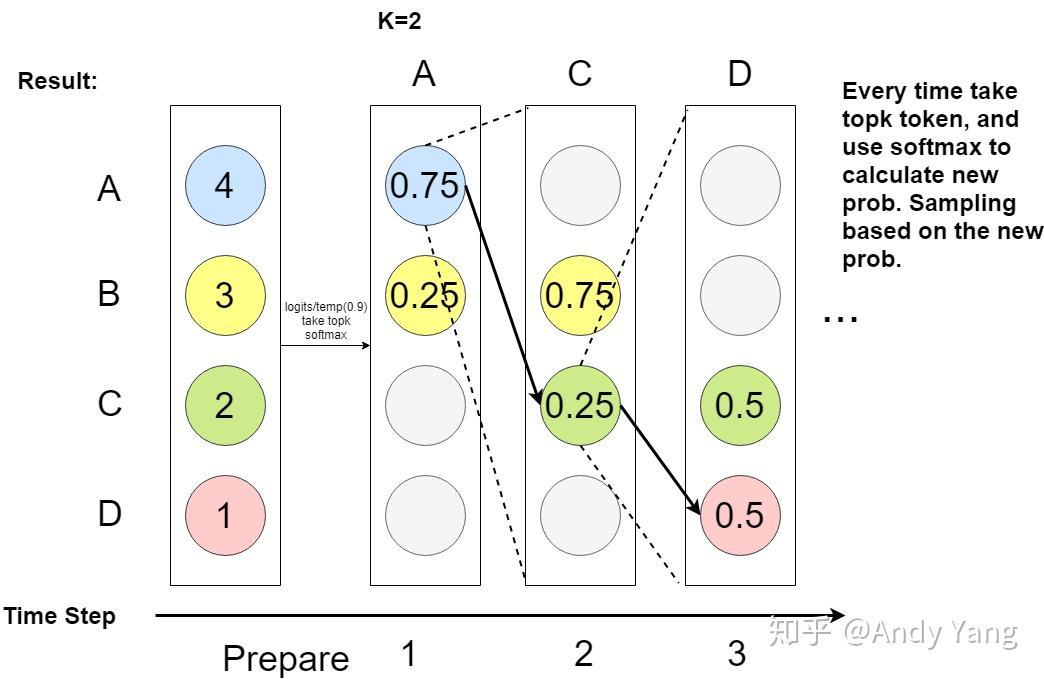 K=2
Result:
A
C
D
Every time take
topk token, and
use softmax to
calculate new
prob. Sampling
based on the new
prob.
A
4
0.75
B
3
0.25
0.75
logits/temp(0.9)
take topk
softmax
...
C
2
0.25
0.5
D
1
0.5
Time Step
Prepare
1
2
3
知乎 @Andy Yang